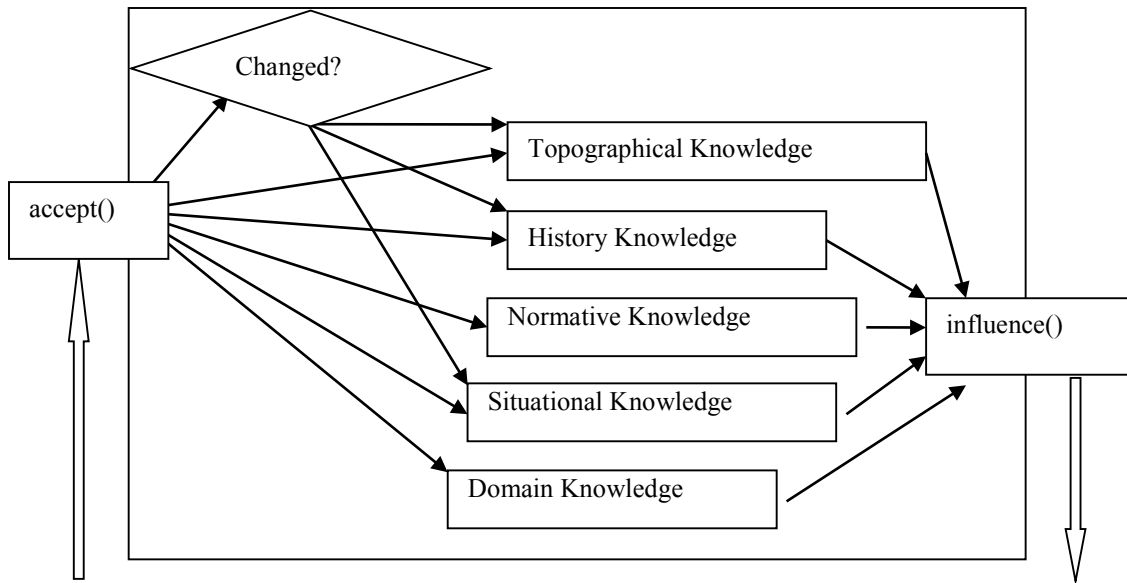 Changed?
Topographical Knowledge
accept()
History Knowledge
Normative Knowledge
influence()
Situational Knowledge
Domain Knowledge